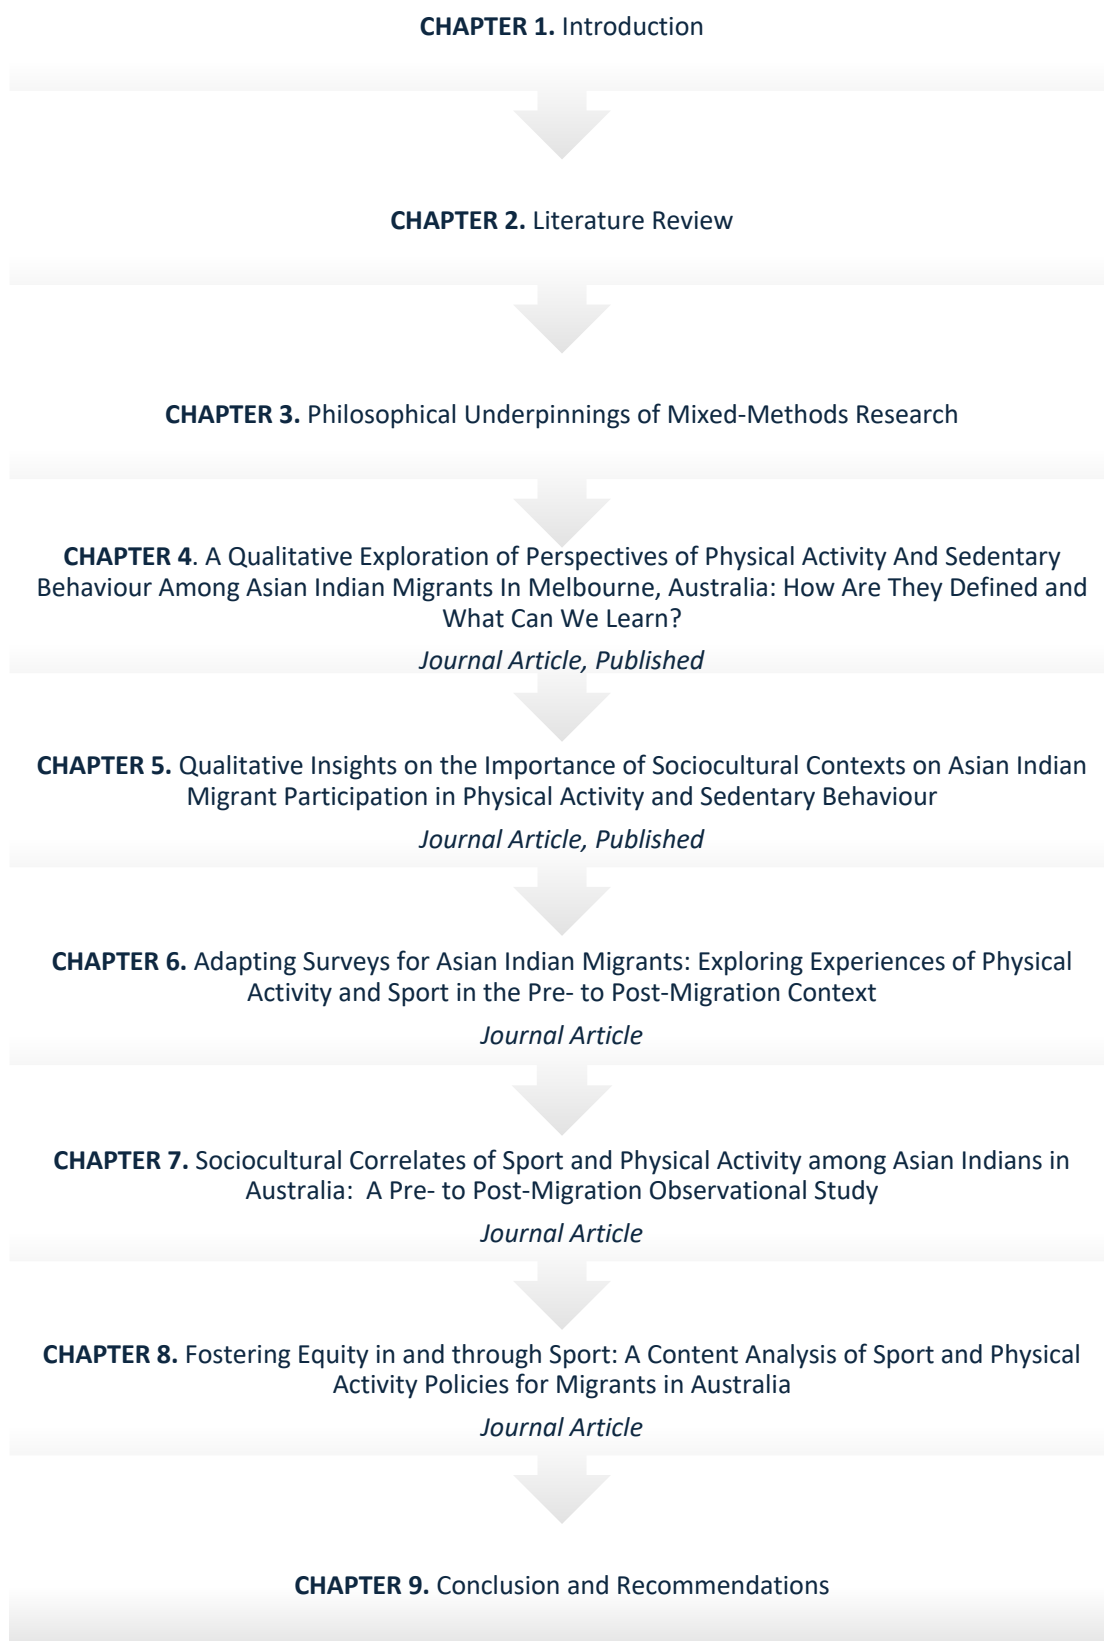 CHAPTER 1. Introduction
CHAPTER 2. Literature Review
CHAPTER 3. Philosophical Underpinnings of Mixed-Methods Research
CHAPTER 4. A Qualitative Exploration of Perspectives of Physical Activity And Sedentary
Behaviour Among Asian Indian Migrants In Melbourne, Australia: How Are They Defined and
What Can We Learn?
Journal Article, Published
CHAPTER 5. Qualitative Insights on the Importance of Sociocultural Contexts on Asian Indian
Migrant Participation in Physical Activity and Sedentary Behaviour
Journal Article, Published
CHAPTER 6. Adapting Surveys for Asian Indian Migrants: Exploring Experiences of Physical
Activity and Sport in the Pre- to Post-Migration Context
Journal Article
CHAPTER 7. Sociocultural Correlates of Sport and Physical Activity among Asian Indians in
Australia:  A Pre- to Post-Migration Observational Study
Journal Article
CHAPTER 8. Fostering Equity in and through Sport: A Content Analysis of Sport and Physical
Activity Policies for Migrants in Australia
Journal Article
CHAPTER 9. Conclusion and Recommendations